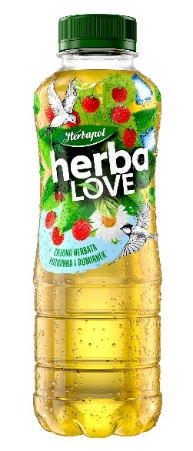 Herbapol
herba
LOVE
ZIELONA HERBATA
POZIOMKA I RUMIANEK